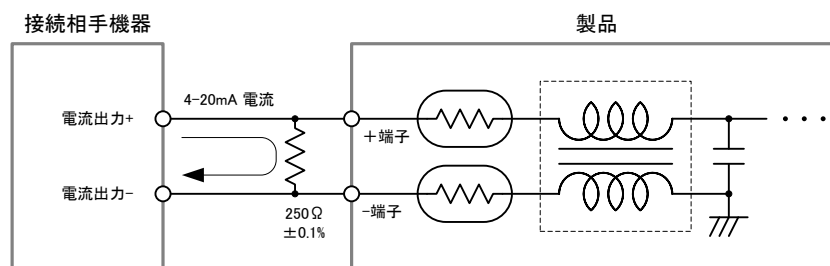 接続相手機器
製品
4-20mA 電流
電流出力+
+端子
電流出力-
-端子
250Ω
±0.1%